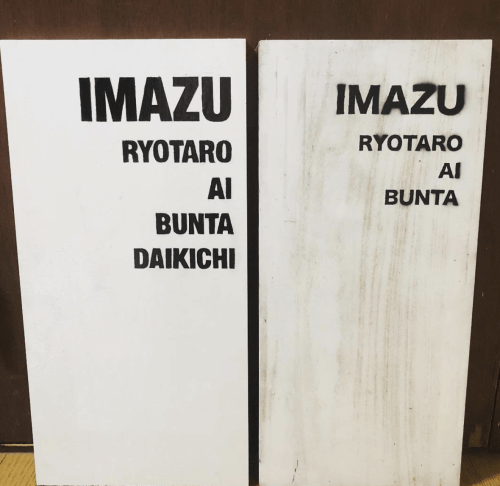 IMAZU
RYOTARO
AI
BUNTA
DAIKICHI
IMAZU
RYOTARO
AI
BUNTA